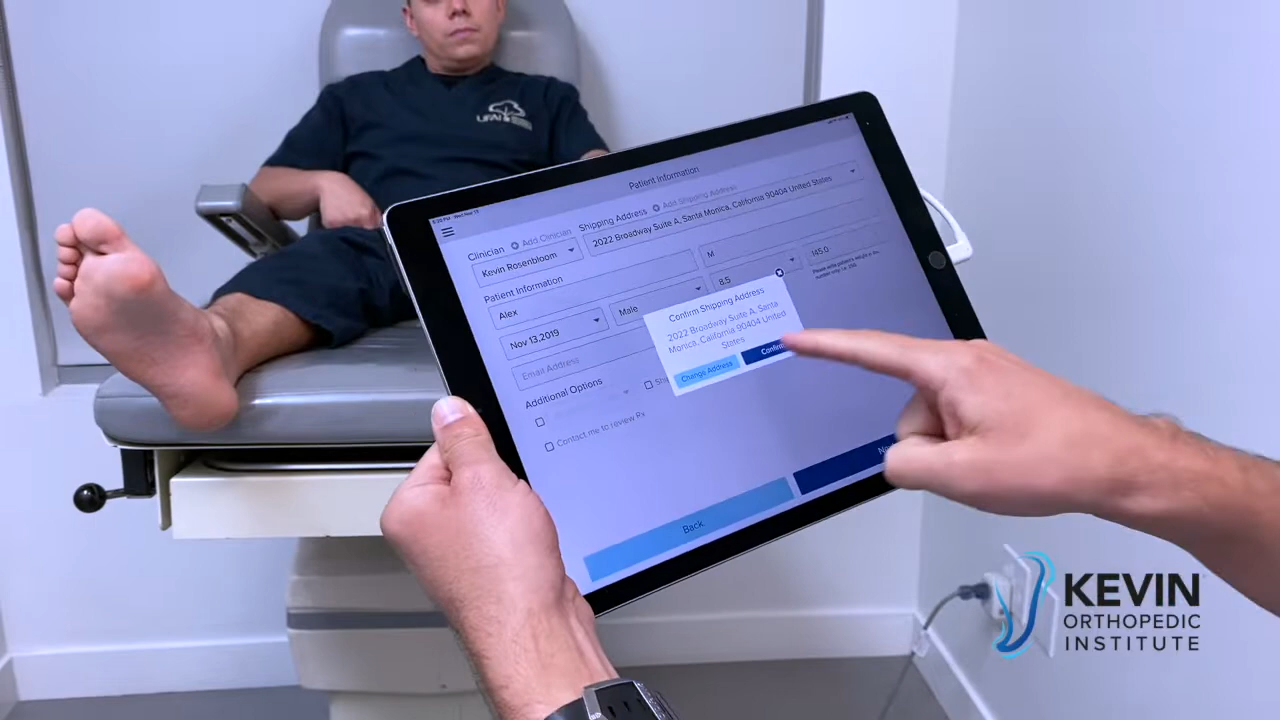 UFAI
Patient Information
Clinician
Add Clinician
Shipping Address
Add Shipping Address
Kevin Rosenbloom
2022 Broadway Suite A, Santa Monica, California 90404 United States
Patient Information
Alex
M
Nov 13,2019
Male
8.5
145.0
Email Address
Confirm Shipping Address
2022 Broadway Suite A, Santa
Monica, California 90404 United
States
Change Address
Confirm
Additional Options
Contact me to review Rx
Back
KEVIN
ORTHOPEDIC
INSTITUTE